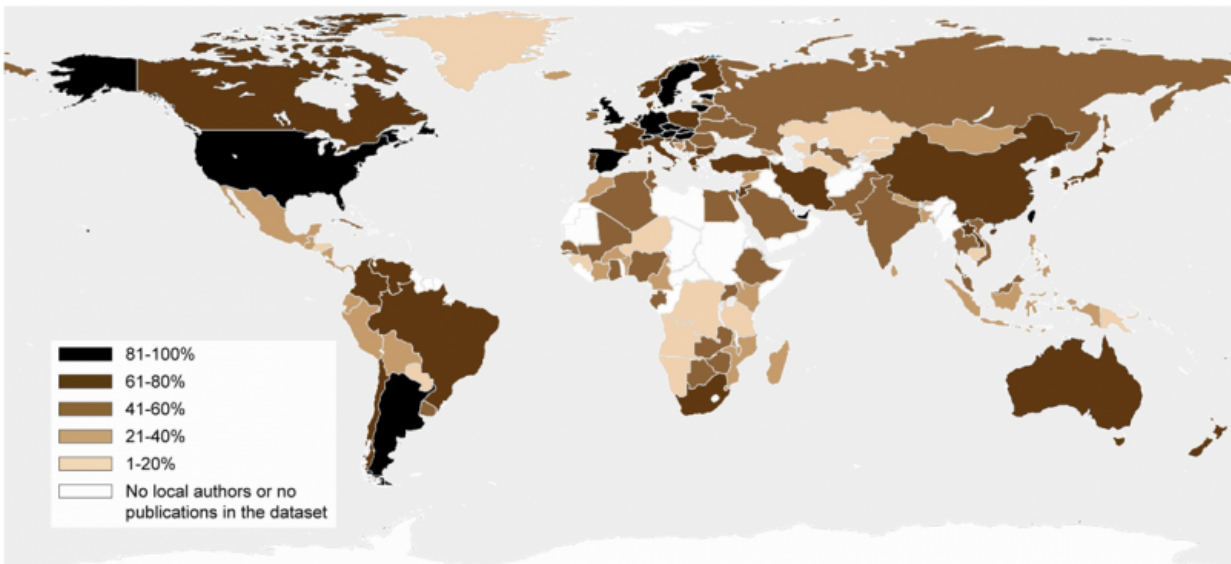 81-100%
61-80%
41-60%
21-40%
1-20%
No local authors or no
publications in the dataset